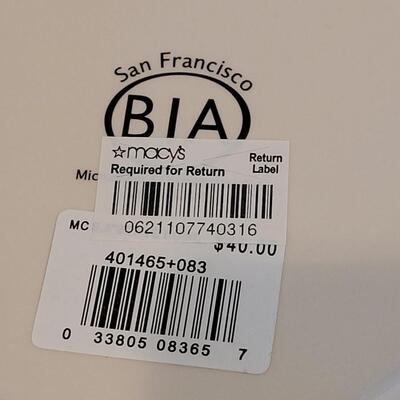 San Francisco
BIA
Mic
☆macy's Return
Required for Return Label
0621107740316
MC
$40.00
401465+083
0 33805 08365 7